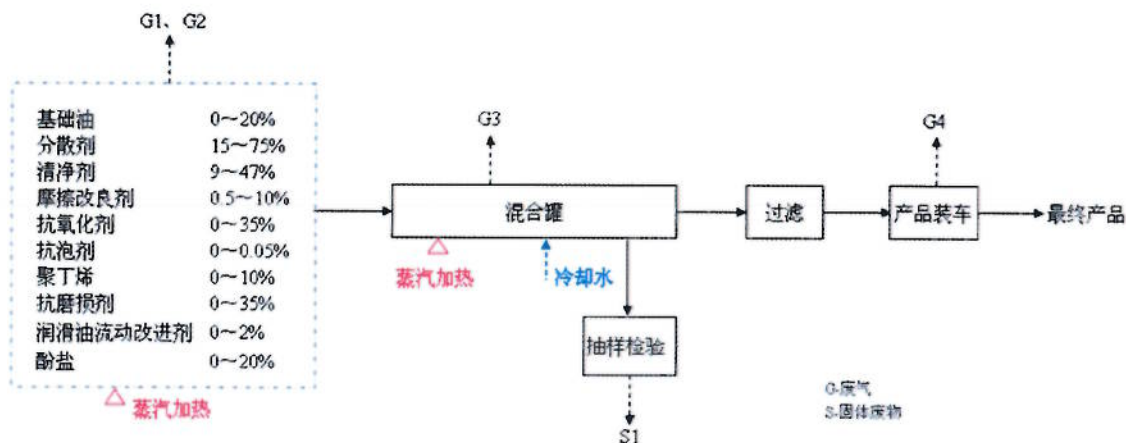 G1、G2
基础油 0～20%
分散剂 15～75%
清净剂 9～47%
摩擦改良剂 0.5～10%
抗氧化剂 0～35%
抗泡剂 0～0.05%
聚丁烯 0～10%
抗磨损剂 0～35%
润滑油流动改进剂 0～2%
酚盐 0～20%
蒸汽加热
G3
混合罐
蒸汽加热
冷却水
抽样检验
S1
过滤
G4
产品装车
最终产品
G-废气
S-固体废物